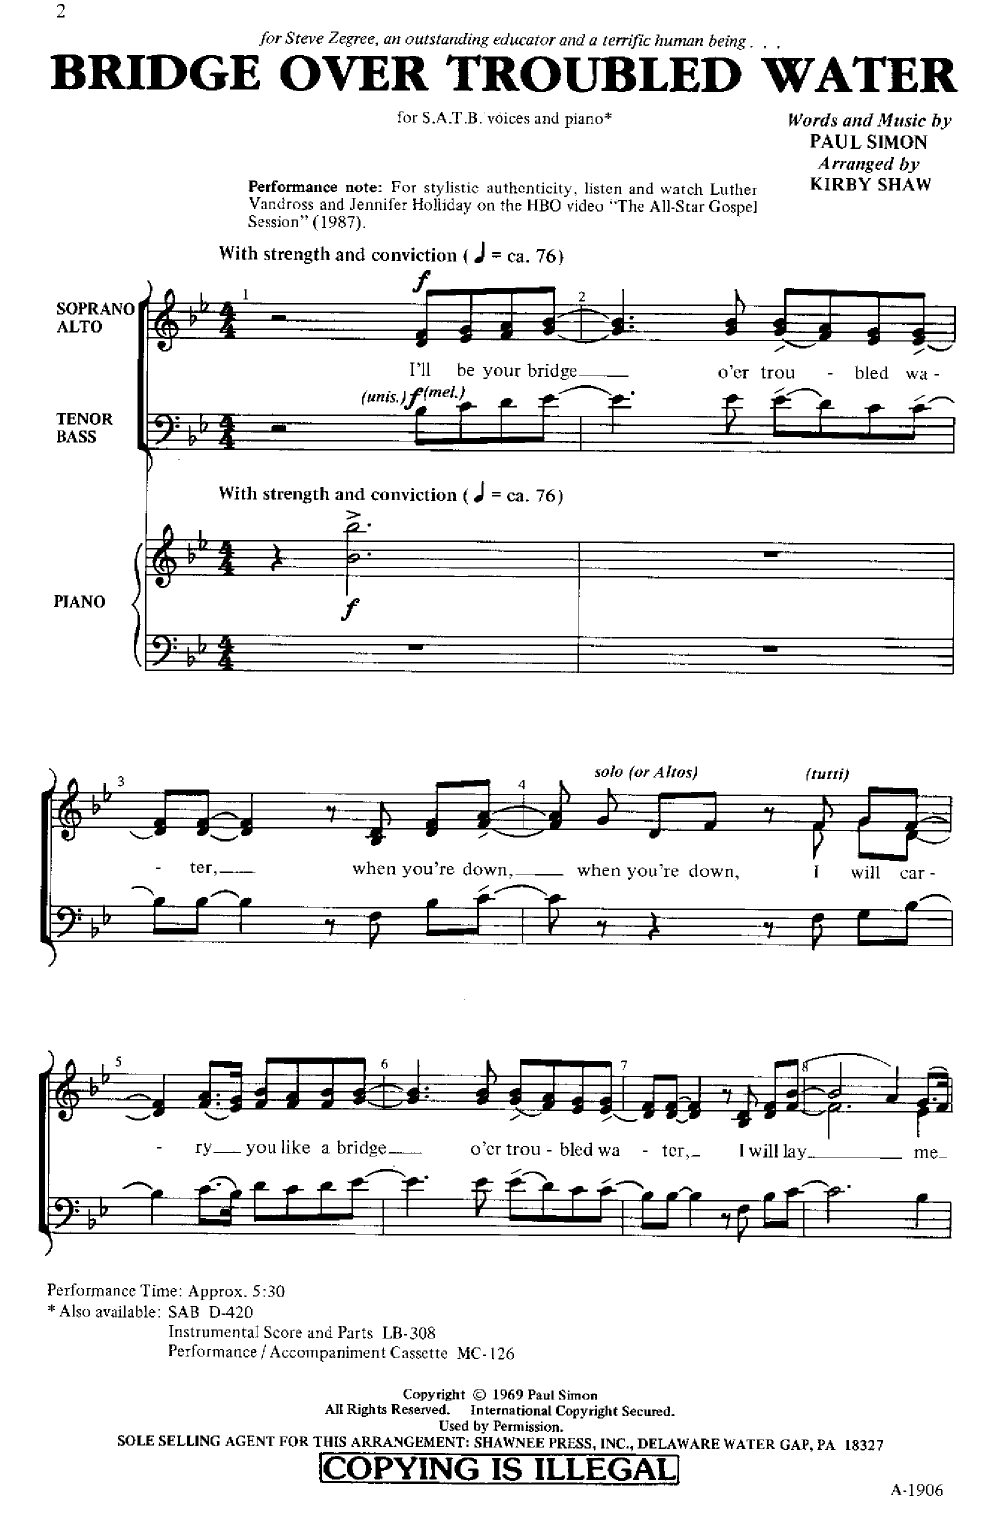 2
for Steve Zegree, an outstanding educator and a terrific human being . . .
BRIDGE OVER TROUBLED WATER
for S.A.T.B. voices and piano*
Words and Music by
PAUL SIMON
Arranged by
KIRBY SHAW
Performance note: For stylistic authenticity, listen and watch Luther
Vandross and Jennifer Holliday on the HBO video "The All-Star Gospel
Session" (1987).
With strength and conviction ( ♩ = ca. 76)
f
1
2
SOPRANO
ALTO
4
4
I'll be your bridge o'er trou - bled wa -
(unis.) f (mel.)
TENOR
BASS
4
4
With strength and conviction ( ♩ = ca. 76)
4
4
f
PIANO
4
4
3
4
solo (or Altos)
(tutti)
- ter, when you're down, when you're down, I will car -
5
6
7
8
- ry you like a bridge o'er trou - bled wa - ter, I will lay me
Performance Time: Approx. 5:30
* Also available: SAB D-420
Instrumental Score and Parts LB-308
Performance / Accompaniment Cassette MC-126
Copyright © 1969 Paul Simon
All Rights Reserved. International Copyright Secured.
Used by Permission.
SOLE SELLING AGENT FOR THIS ARRANGEMENT: SHAWNEE PRESS, INC., DELAWARE WATER GAP, PA 18327
COPYING IS ILLEGAL
A-1906